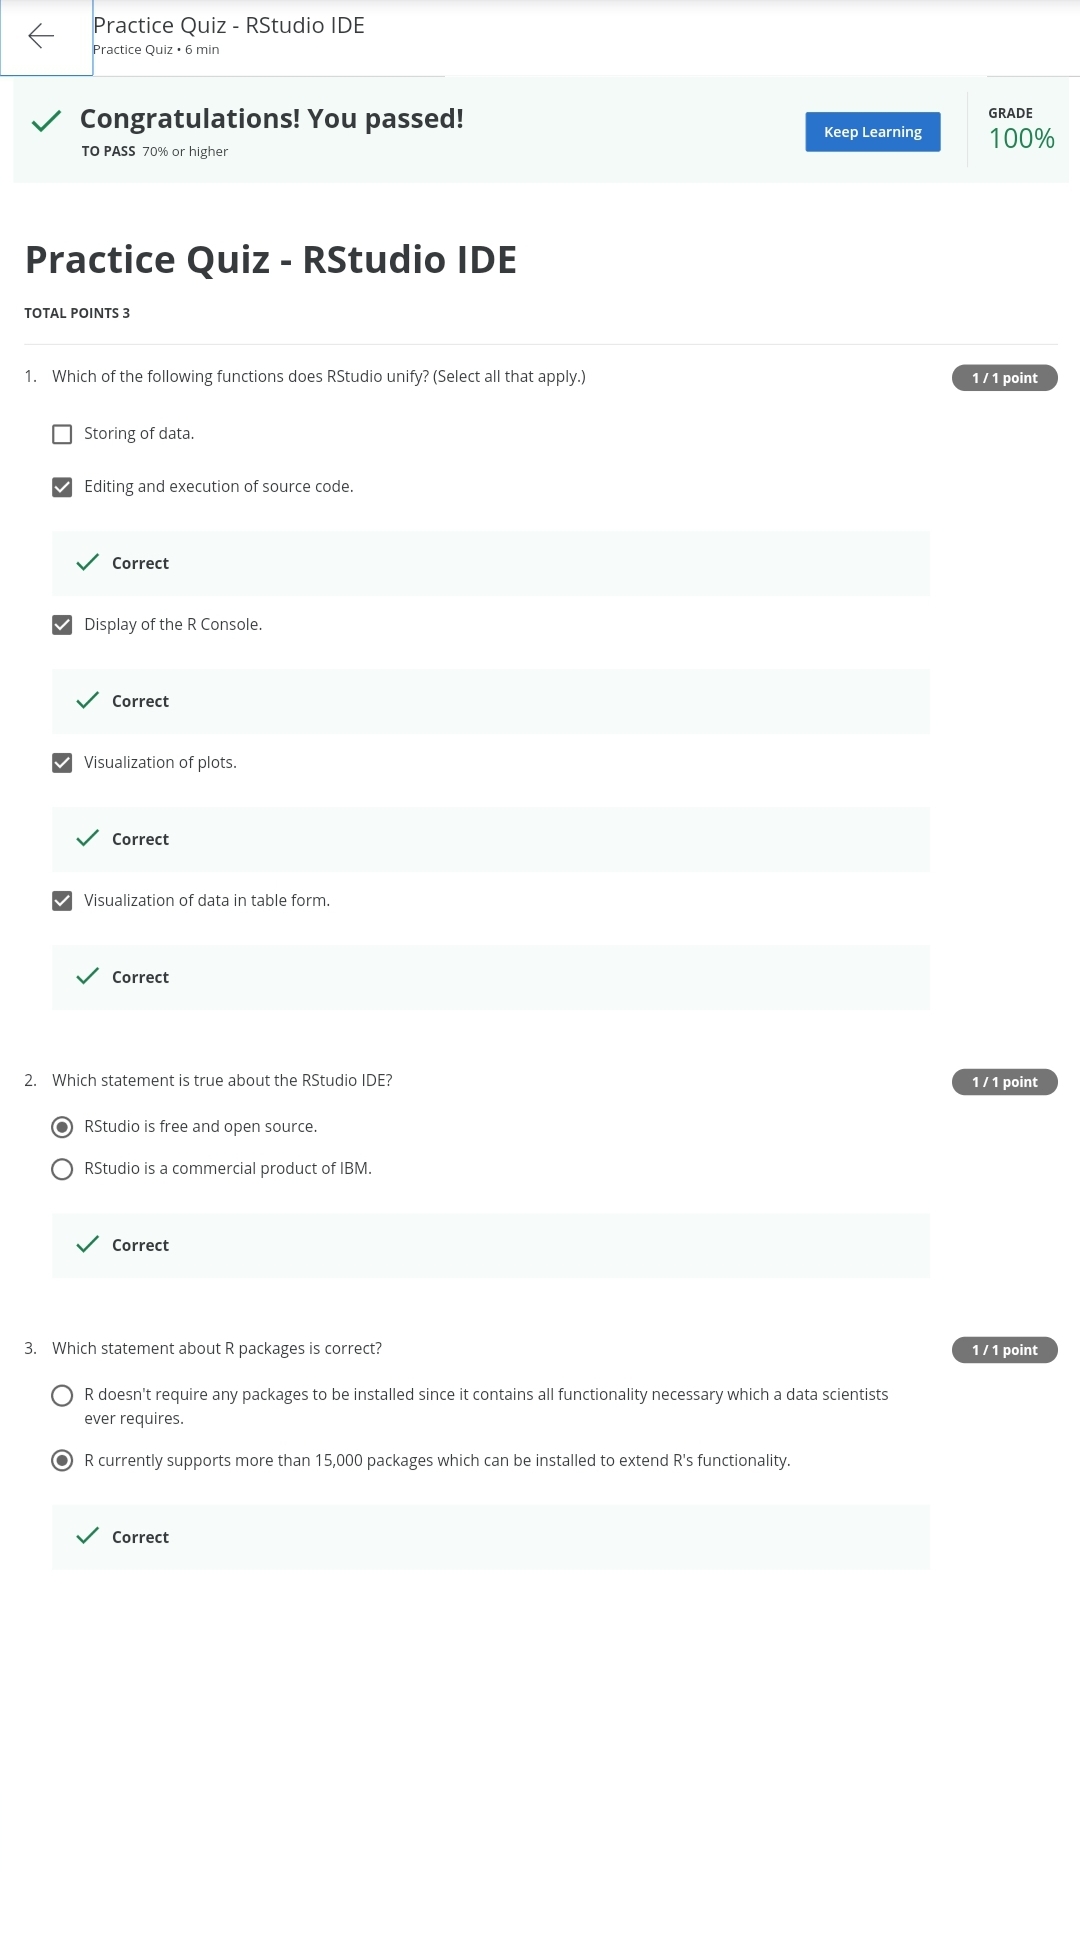 Practice Quiz - RStudio IDE
Practice Quiz • 6 min
Congratulations! You passed!
TO PASS 70% or higher
Keep Learning
GRADE
100%
Practice Quiz - RStudio IDE
TOTAL POINTS 3
1. Which of the following functions does RStudio unify? (Select all that apply.)
1 / 1 point
Storing of data.
Editing and execution of source code.
Correct
Display of the R Console.
Correct
Visualization of plots.
Correct
Visualization of data in table form.
Correct
2. Which statement is true about the RStudio IDE?
1 / 1 point
RStudio is free and open source.
RStudio is a commercial product of IBM.
Correct
3. Which statement about R packages is correct?
1 / 1 point
R doesn't require any packages to be installed since it contains all functionality necessary which a data scientists
ever requires.
R currently supports more than 15,000 packages which can be installed to extend R's functionality.
Correct